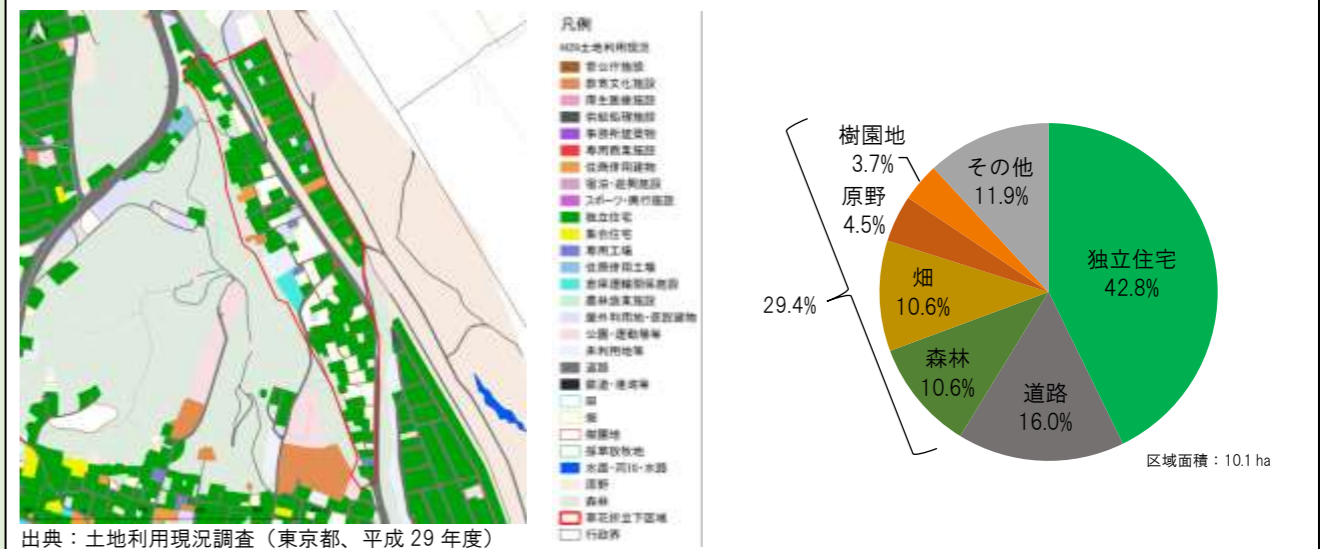 凡例
H29土地利用現況
官公庁施設
教育文化施設
厚生医療施設
供給処理施設
事務所建築物
専用商業施設
住商併用建物
宿泊・遊興施設
スポーツ・興行施設
独立住宅
集合住宅
専用工場
住居併用工場
倉庫運輸関係施設
農林漁業施設
屋外利用地・仮設建物
公園・運動場等
未利用地等
道路
鉄道・港湾等
田
畑
樹園地
採草放牧地
水面・河川・水路
原野
森林
草花折立下区域
行政界
出典:土地利用現況調査(東京都、平成 29 年度)
独立住宅
42.8%
道路
16.0%
森林
10.6%
畑
10.6%
原野
4.5%
樹園地
3.7%
その他
11.9%
29.4%
区域面積:10.1 ha